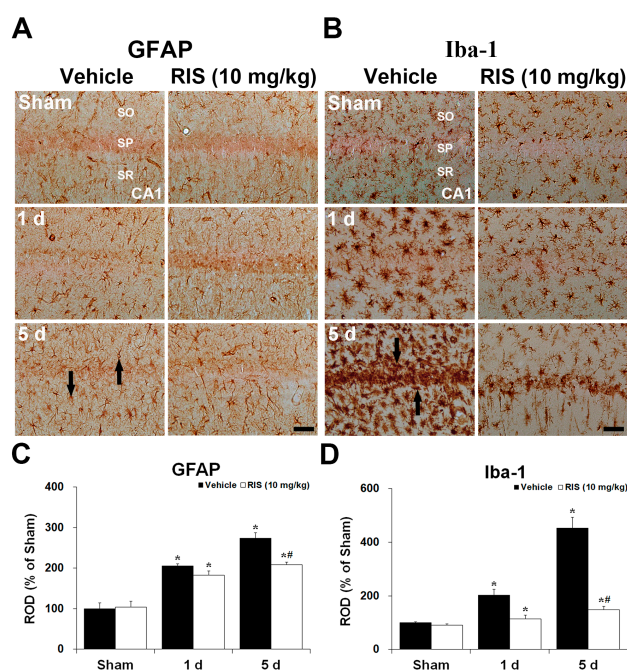 A
GFAP
Vehicle RIS (10 mg/kg)
Sham
SO
SP
SR
CA1
1 d
5 d
B
Iba-1
Vehicle RIS (10 mg/kg)
Sham
SO
SP
SR
CA1
1 d
5 d
C
GFAP
Vehicle RIS (10 mg/kg)
ROD (% of Sham)
400
300
200
100
0
* * * *#
Sham 1 d 5 d
D
Iba-1
Vehicle RIS (10 mg/kg)
ROD (% of Sham)
600
400
200
0
* * * *#
Sham 1 d 5 d